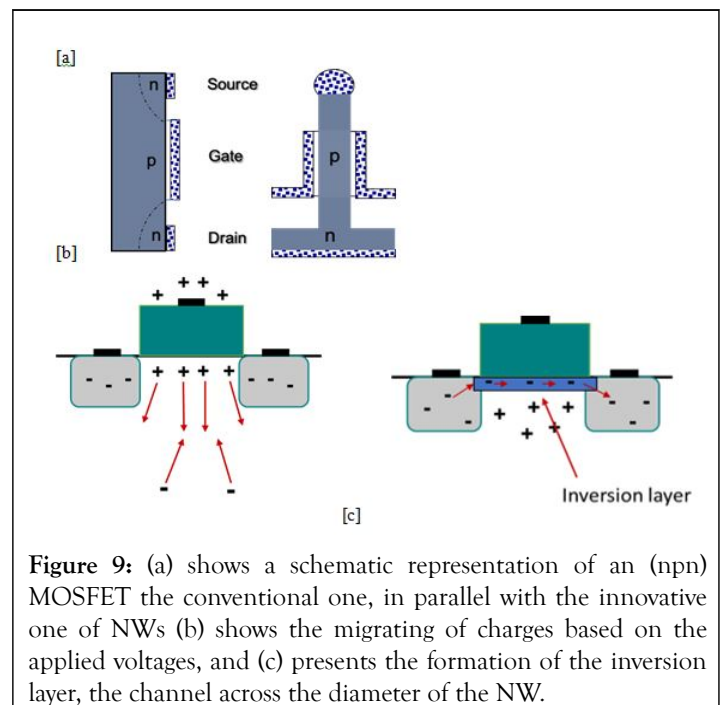 [a]
n
Source
p
Gate
n
Drain
p
n
[b]
+ + + +
+ + + +
- - -
- - -
- -
- - -
- - -
- - -
+ + + +
+ + +
Inversion layer
[c]
Figure 9: (a) shows a schematic representation of an (npn)
MOSFET the conventional one, in parallel with the innovative
one of NWs (b) shows the migrating of charges based on the
applied voltages, and (c) presents the formation of the inversion
layer, the channel across the diameter of the NW.